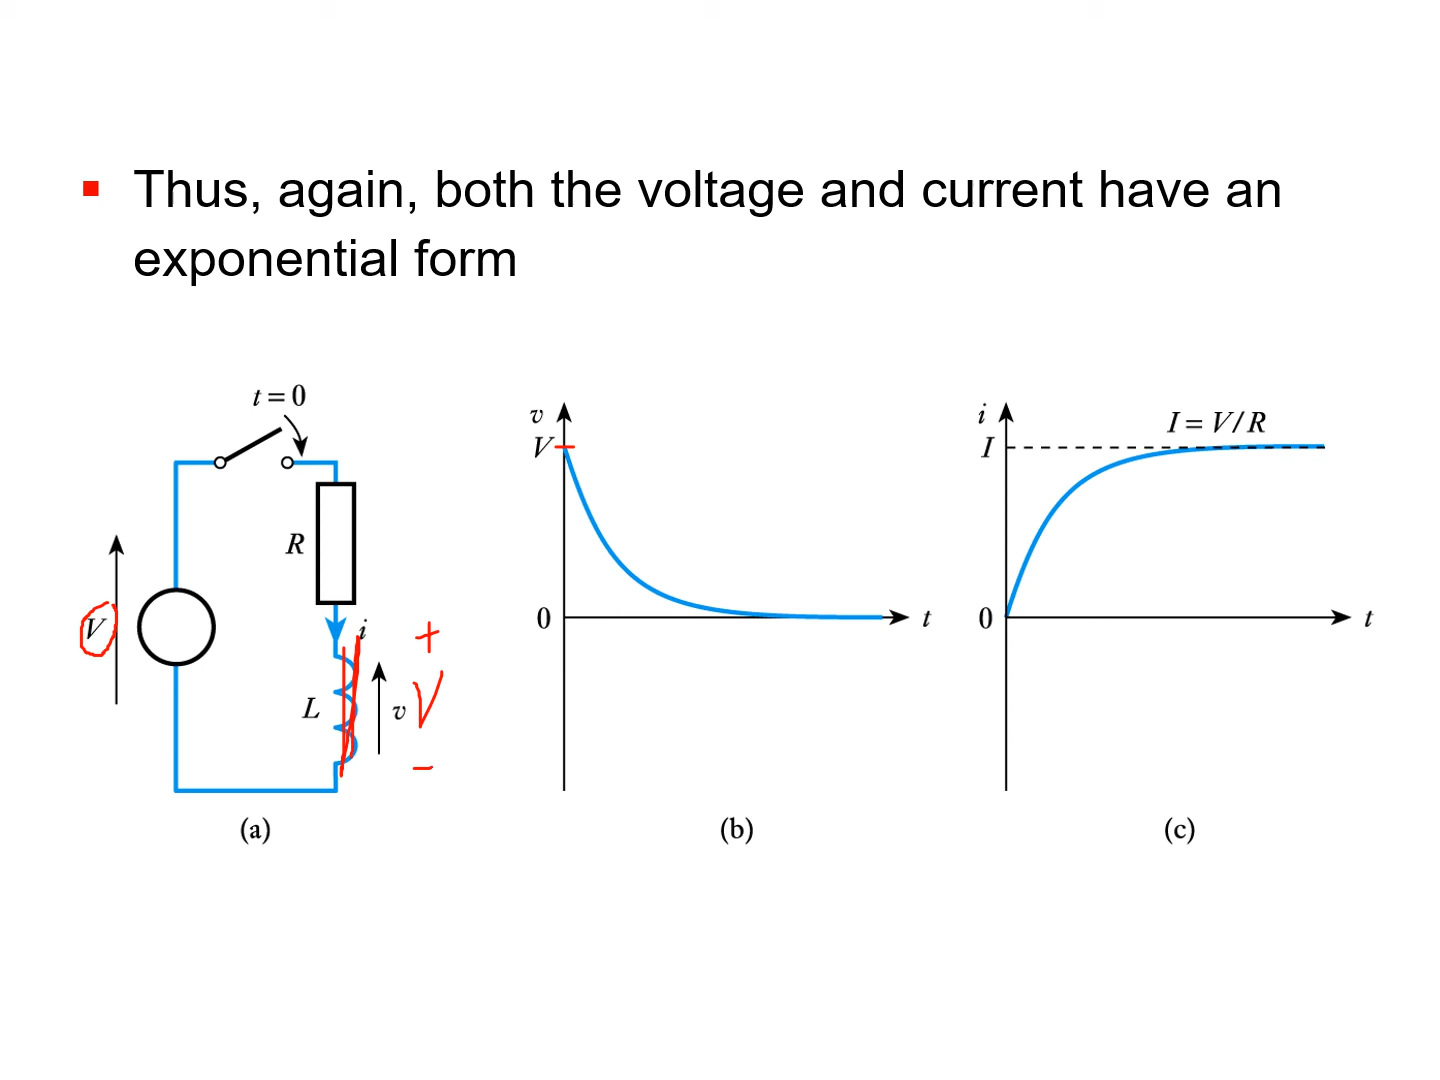 Thus, again, both the voltage and current have an
exponential form
t = 0
R
V
i
L
v
+
V
–
(a)
v
V
0
t
(b)
i
I
I = V/R
0
t
(c)